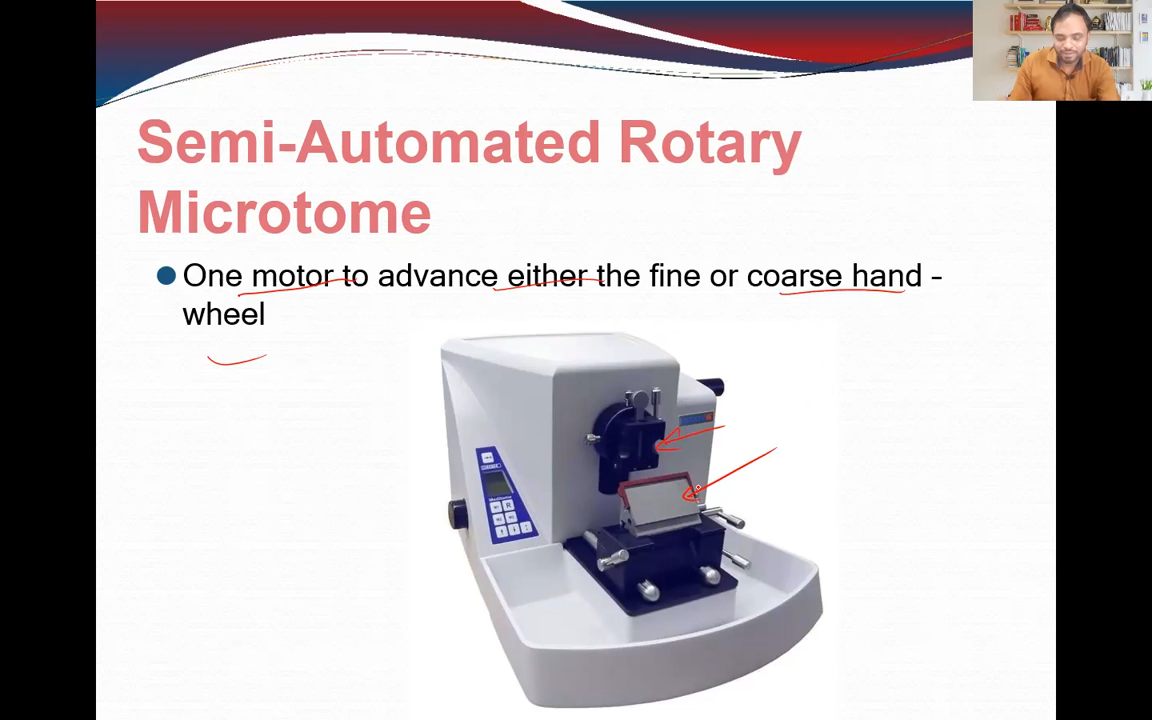 Semi-Automated Rotary
Microtome
One motor to advance either the fine or coarse hand –
wheel
R